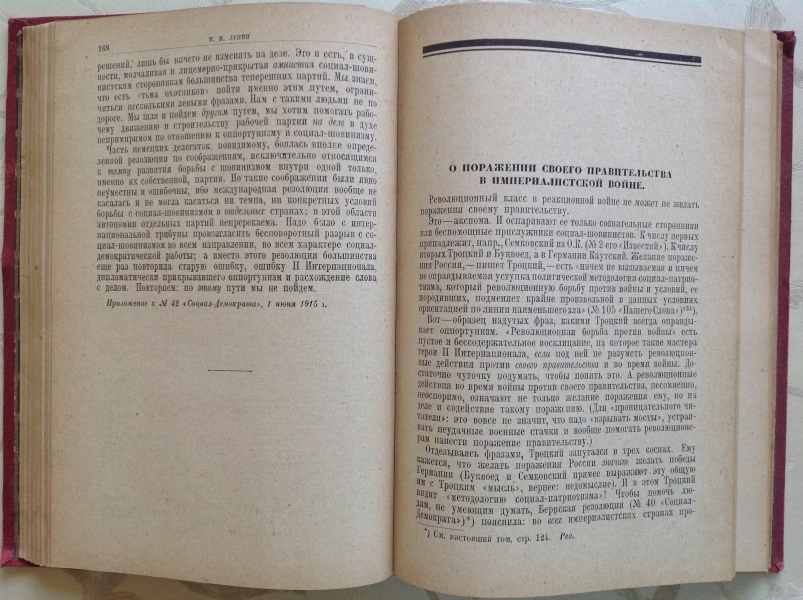 168
В. И. ЛЕНИН
решений, лишь бы ничего не изменять на деле. Это и есть, в сущ-
ности, молчаливая и лицемерно-прикрытая амнистия социал-шови-
нистским сторонникам большинства теперешних партий. Мы знаем,
что есть «тьма охотников» пойти именно этим путем, ограни-
читься несколькими левыми фразами. Нам с такими людьми не по
дороге. Мы шли и пойдем другим путем, мы хотим помогать рабо-
чему движению и строительству рабочей партии на деле в духе
непримиримом по отношению к оппортунизму и социал-шовинизму.
Часть немецких делегаток, повидимому, боялась вполне опреде-
ленной резолюции по соображениям, исключительно относящимся
к темпу развития борьбы с шовинизмом внутри одной только,
именно их собственной, партии. Но такие соображения были явно
неуместны и ошибочны, ибо международная резолюция вообще не
касалась и не могла касаться ни темпа, ни конкретных условий
борьбы с социал-шовинизмом в отдельных странах; в этой области
автономия отдельных партий непререкаема. Надо было с интер-
национальной трибуны провозгласить бесповоротный разрыв с со-
циал-шовинизмом во всем направлении, во всем характере социал-
демократической работы; а вместо этого резолюция большинства
еще раз повторила старую ошибку, ошибку II Интернационала,
дипломатически прикрывавшего оппортунизм и расхождение слова
с делом. Повторяем: по этому пути мы не пойдем.
Приложение к № 42 «Социал-Демократа», 1 июня 1915 г.
О ПОРАЖЕНИИ СВОЕГО ПРАВИТЕЛЬСТВА
В ИМПЕРИАЛИСТСКОЙ ВОЙНЕ.
Революционный класс в реакционной войне не может не желать
поражения своему правительству.
Это—аксиома. И оспаривают ее только сознательные сторонники
или беспомощные прислужники социал-шовинистов. К числу первых
принадлежит, напр., Семковский из О.К. (№ 2 его «Известей»). К числу
вторых Троцкий и Буквоед, а в Германии Каутский. Желание пораже-
ния России,—пишет Троцкий,—есть «ничем не вызываемая и ничем
не оправдываемая уступка политической методологии социал-патрио-
тизма, который революционную борьбу против войны и условий, ее
породивших, подменяет крайне произвольной в данных условиях
ориентацией по линии наименьшего зла» (№ 105 «Нашего Слова»)
Вот—образец надутых фраз, какими Троцкий всегда оправды-
вает оппортунизм. «Революционная борьба против войны» есть
пустое и бессодержательное восклицание, на которое такие мастера
герои II Интернационала, если под ней не разуметь революцион-
ные действия против своего правительства и во время войны. До-
статочно чуточку подумать, чтобы понять это. А революционные
действия во время войны против своего правительства, несомненно,
неоспоримо, означают не только желание поражения ему, но на
деле и содействие такому поражению. (Для «проницательного чи-
тателя»: это вовсе не значит, что надо «взрывать мосты», устраи-
вать неудачные военные стачки и вообще помогать революционе-
рам нанести поражение правительству.)
Отделываясь фразами, Троцкий запутался в трех соснах. Ему
кажется, что желать поражения России значит желать победы
Германии (Буквоед и Семковский прямее выражают эту общую
им с Троцким «мысль», вернее: недомыслие). И в этом Троцкий
видит «методологию социал-патриотизма»! Чтобы помочь лю-
дям, не умеющим думать, Бернская резолюция (№ 40 «Социал-
Демократа»)*) пояснила: во всех империалистских странах про-
*) См. настоящий том, стр. 124. Ред.